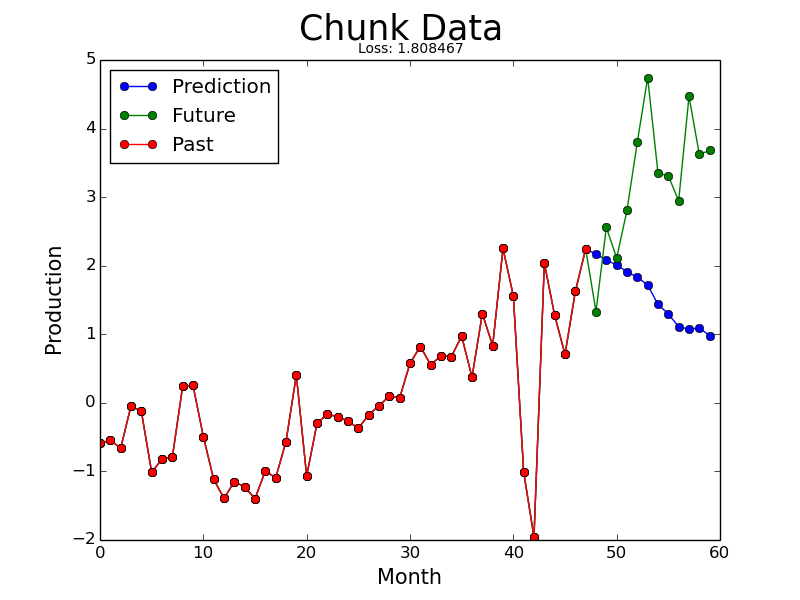 Chunk Data
Loss: 1.808467
Prediction
Future
Past
5
4
3
2
1
0
−1
−2
Production
0 10 20 30 40 50 60
Month